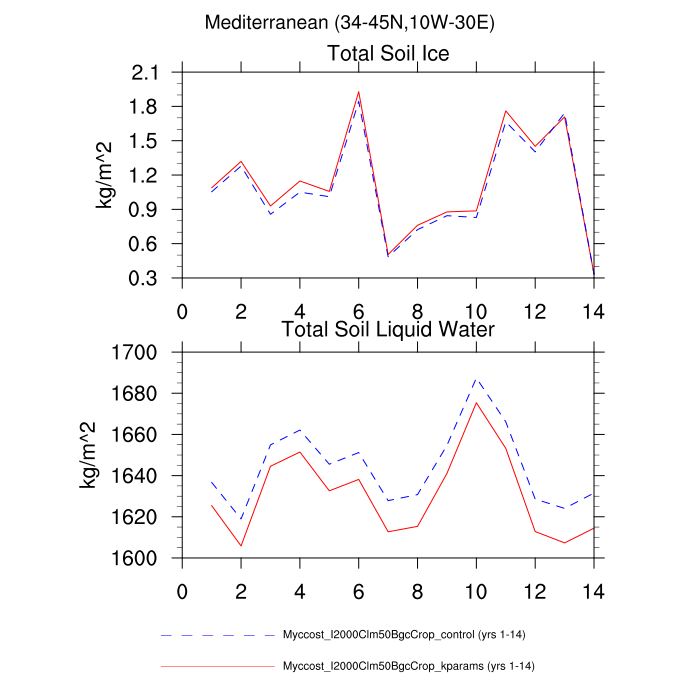 Mediterranean (34-45N,10W-30E)
Total Soil Ice
kg/m^2
2.1
1.8
1.5
1.2
0.9
0.6
0.3
0 2 4 6 8 10 12 14
Total Soil Liquid Water
kg/m^2
1700
1680
1660
1640
1620
1600
0 2 4 6 8 10 12 14
Myccost_I2000Clm50BgcCrop_control (yrs 1-14)
Myccost_I2000Clm50BgcCrop_kparams (yrs 1-14)